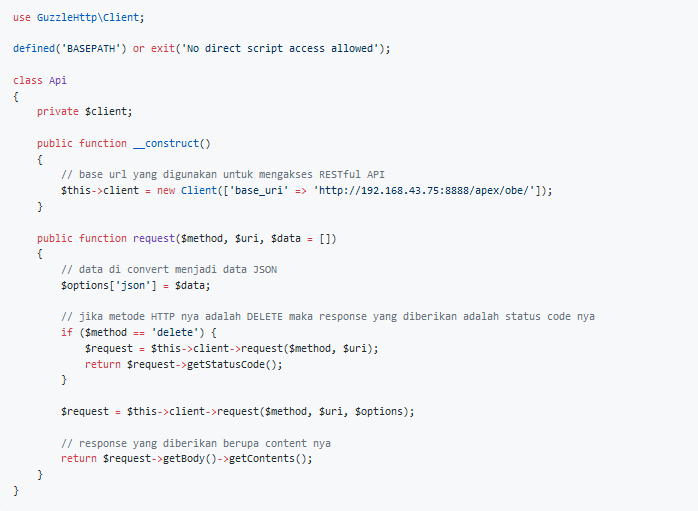 use GuzzleHttp\Client;
defined('BASEPATH') or exit('No direct script access allowed');
class Api
{
private $client;
public function __construct()
{
// base url yang digunakan untuk mengakses RESTful API
$this->client = new Client(['base_uri' => 'http://192.168.43.75:8888/apex/obe/']);
}
public function request($method, $uri, $data = [])
{
// data di convert menjadi data JSON
$options['json'] = $data;
// jika metode HTTP nya adalah DELETE maka response yang diberikan adalah status code nya
if ($method == 'delete') {
$request = $this->client->request($method, $uri);
return $request->getStatusCode();
}
$request = $this->client->request($method, $uri, $options);
// response yang diberikan berupa content nya
return $request->getBody()->getContents();
}
}